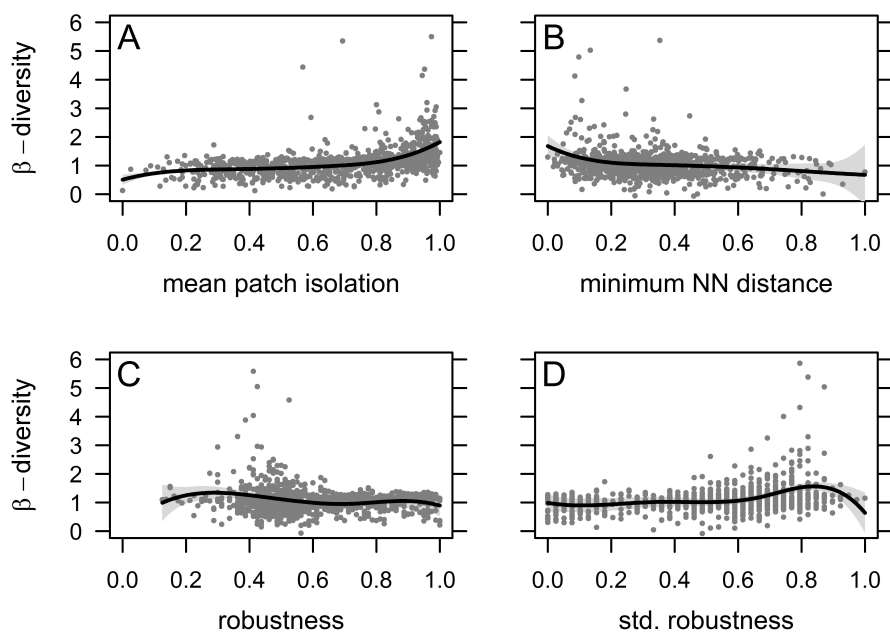 A
B
β − diversity
6
5
4
3
2
1
0
0.0 0.2 0.4 0.6 0.8 1.0
mean patch isolation
0.0 0.2 0.4 0.6 0.8 1.0
minimum NN distance
C
D
β − diversity
6
5
4
3
2
1
0
0.0 0.2 0.4 0.6 0.8 1.0
robustness
0.0 0.2 0.4 0.6 0.8 1.0
std. robustness